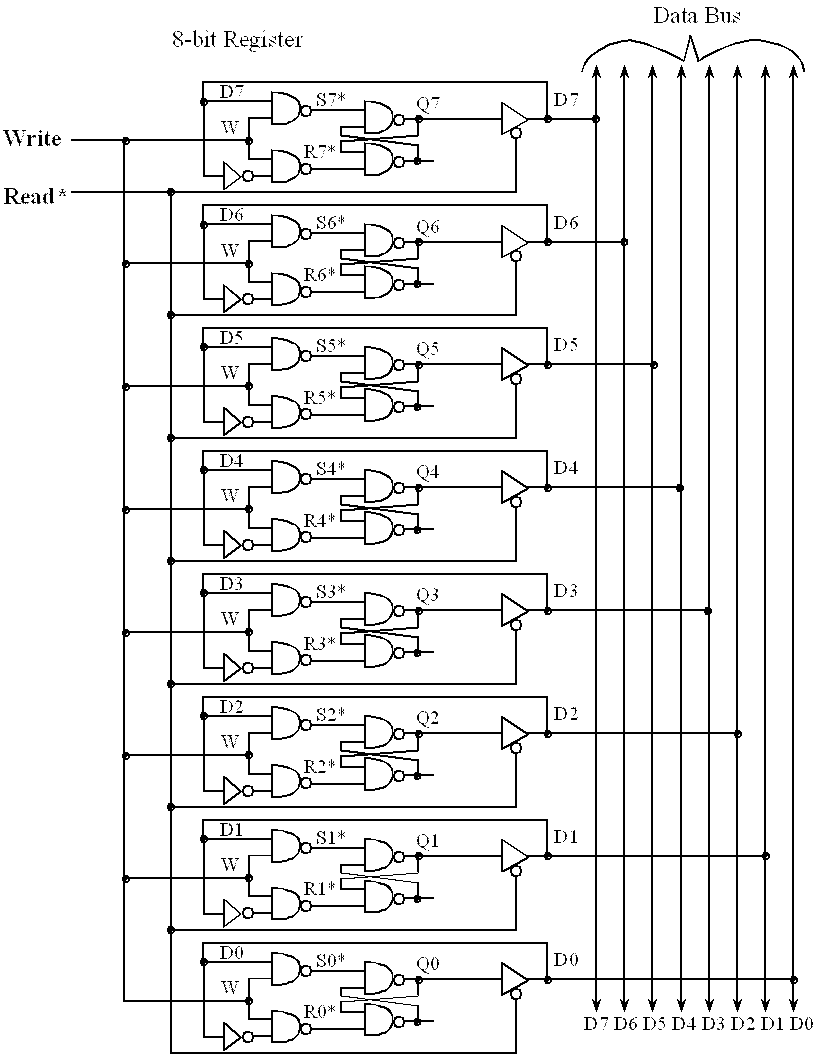 Data Bus
8-bit Register
D7 S7* Q7 D7
Write W R7*
Read*
D6 S6* Q6 D6
W R6*
D5 S5* Q5 D5
W R5*
D4 S4* Q4 D4
W R4*
D3 S3* Q3 D3
W R3*
D2 S2* Q2 D2
W R2*
D1 S1* Q1 D1
W R1*
D0 S0* Q0 D0
W R0*
D7 D6 D5 D4 D3 D2 D1 D0